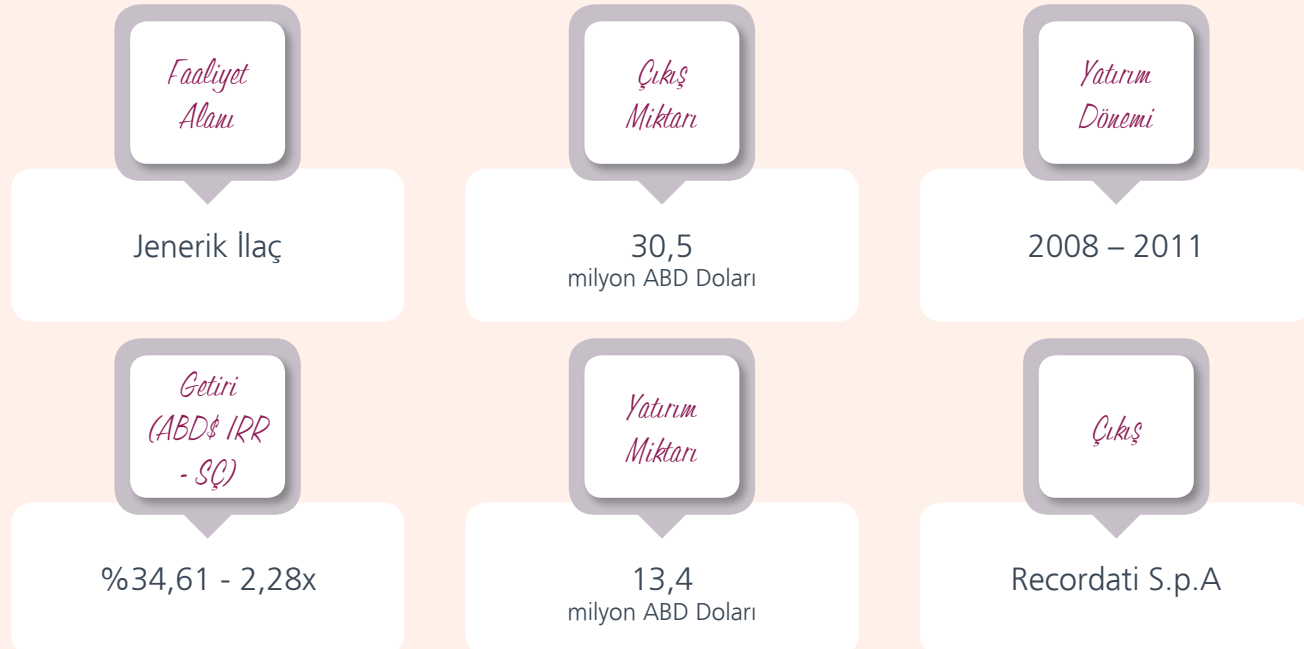 Faaliyet
Alanı
Jenerik İlaç
Çıkış
Miktarı
30,5
milyon ABD Doları
Yatırım
Dönemi
2008 – 2011
Getiri
(ABD$ IRR
- SÇ)
%34,61 - 2,28x
Yatırım
Miktarı
13,4
milyon ABD Doları
Çıkış
Recordati S.p.A